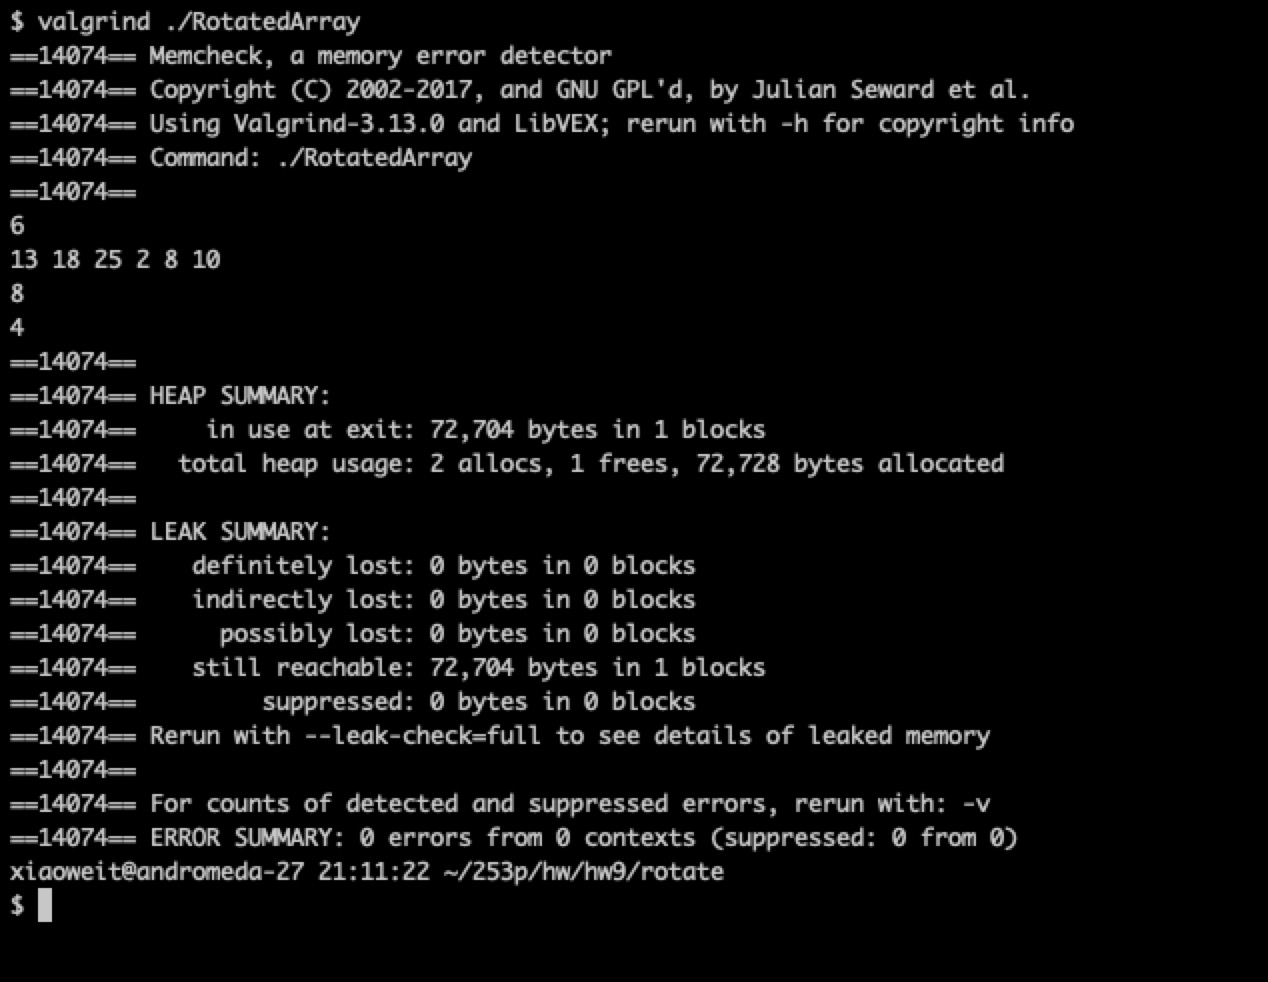 $ valgrind ./RotatedArray
==14074== Memcheck, a memory error detector
==14074== Copyright (C) 2002-2017, and GNU GPL'd, by Julian Seward et al.
==14074== Using Valgrind-3.13.0 and LibVEX; rerun with -h for copyright info
==14074== Command: ./RotatedArray
==14074==
6
13 18 25 2 8 10
8
4
==14074==
==14074== HEAP SUMMARY:
==14074==     in use at exit: 72,704 bytes in 1 blocks
==14074==   total heap usage: 2 allocs, 1 frees, 72,728 bytes allocated
==14074==
==14074== LEAK SUMMARY:
==14074==    definitely lost: 0 bytes in 0 blocks
==14074==    indirectly lost: 0 bytes in 0 blocks
==14074==      possibly lost: 0 bytes in 0 blocks
==14074==    still reachable: 72,704 bytes in 1 blocks
==14074==         suppressed: 0 bytes in 0 blocks
==14074== Rerun with --leak-check=full to see details of leaked memory
==14074==
==14074== For counts of detected and suppressed errors, rerun with: -v
==14074== ERROR SUMMARY: 0 errors from 0 contexts (suppressed: 0 from 0)
xiaoweit@andromeda-27 21:11:22 ~/253p/hw/hw9/rotate
$